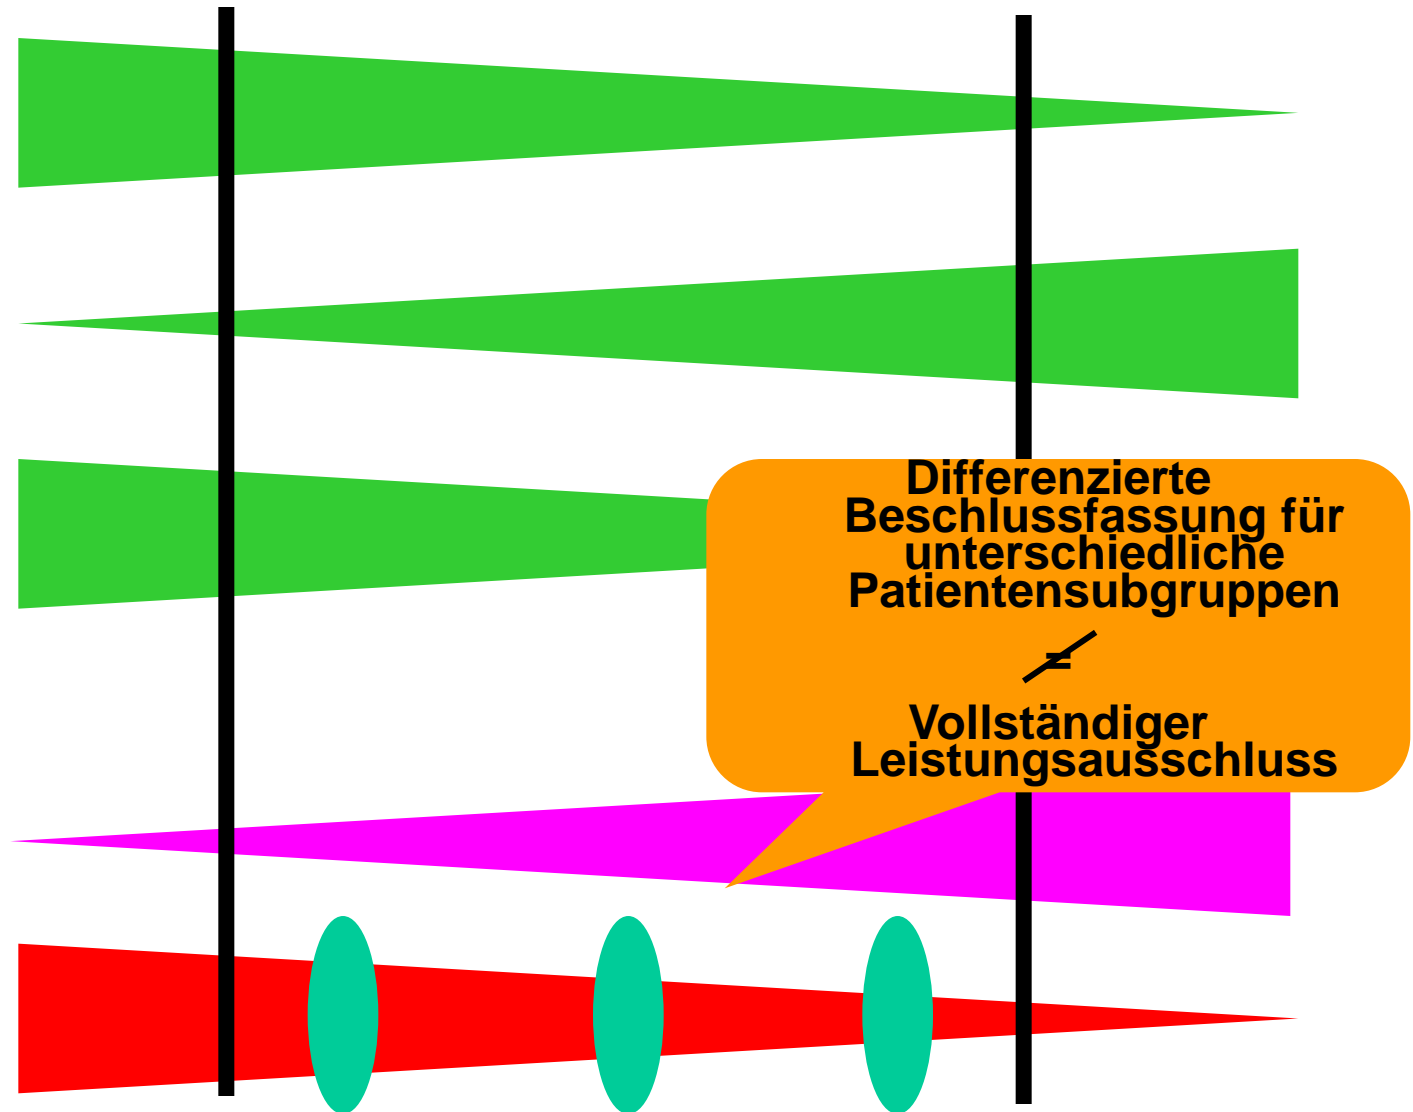 Differenzierte
Beschlussfassung für
unterschiedliche
Patientensubgruppen
≠
Vollständiger
Leistungsausschluss